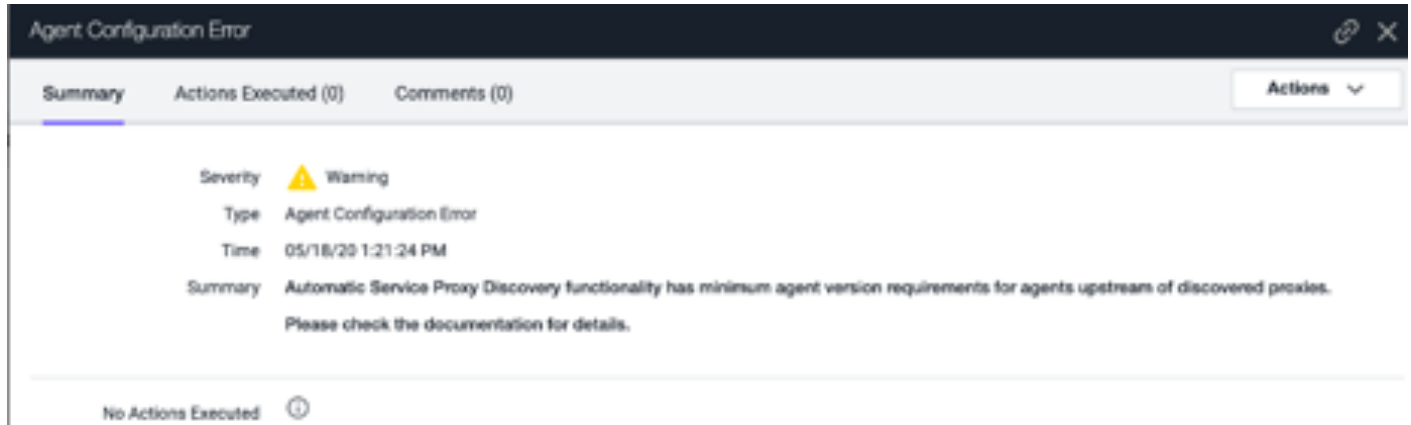 Agent Configuration Error
Summary Actions Executed (0) Comments (0) Actions
Severity Warning
Type Agent Configuration Error
Time 05/18/20 1:21:24 PM
Summary Automatic Service Proxy Discovery functionality has minimum agent version requirements for agents upstream of discovered proxies.
Please check the documentation for details.
No Actions Executed